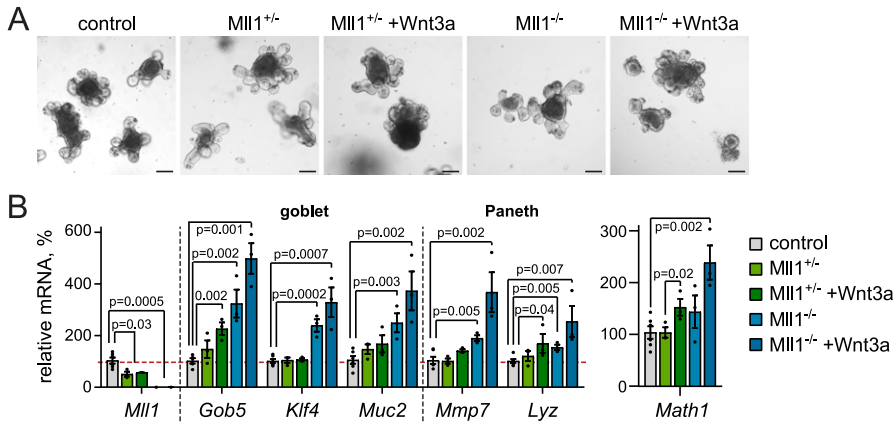 A
control
Mll1+/-
Mll1+/- +Wnt3a
Mll1-/-
Mll1-/- +Wnt3a
B
relative mRNA, %
600
400
200
0
goblet
Paneth
p=0.0005
p=0.03
p=0.001
p=0.002
0.002
p=0.0007
p=0.0002
p=0.002
p=0.003
p=0.002
p=0.005
p=0.007
p=0.005
p=0.04
Mll1
Gob5
Klf4
Muc2
Mmp7
Lyz
300
200
100
0
p=0.002
p=0.02
Math1
control
Mll1+/-
Mll1+/- +Wnt3a
Mll1-/-
Mll1-/- +Wnt3a